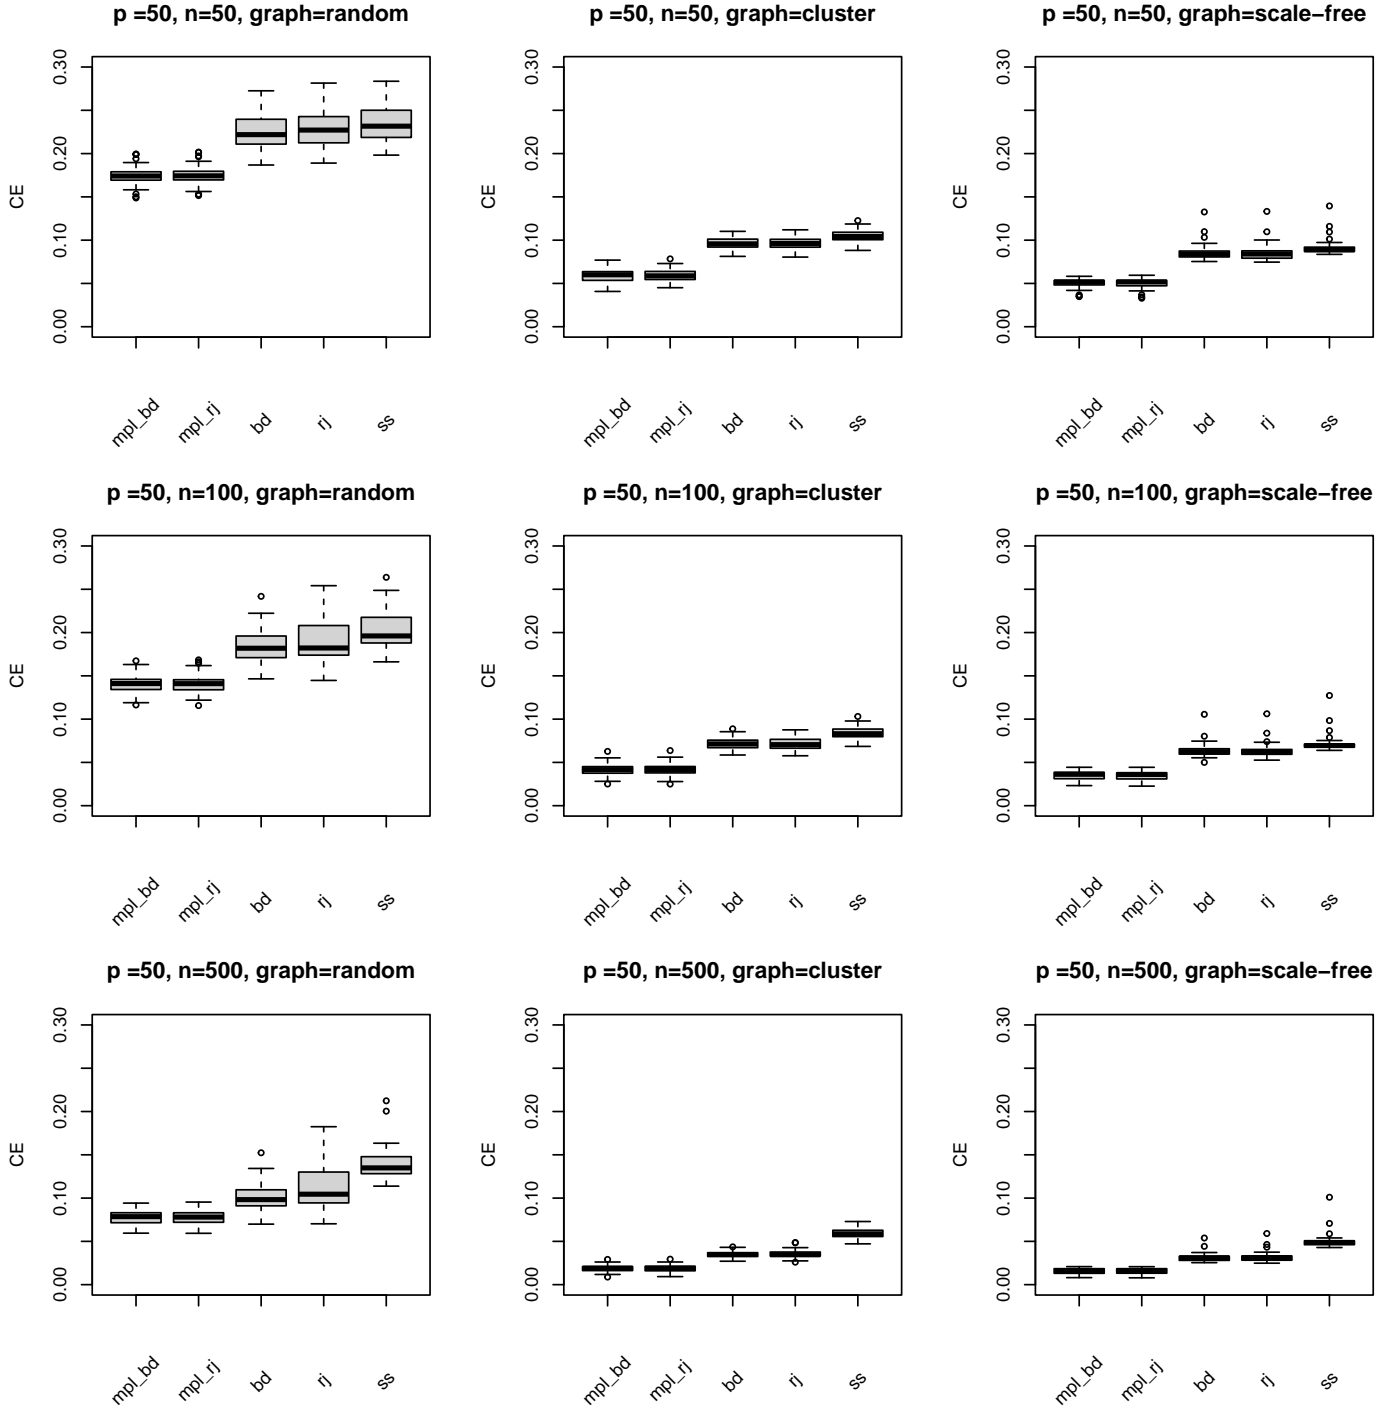 p =50, n=50, graph=random
CE
0.00 0.10 0.20 0.30
mpl_bd mpl_rj bd rj ss
p =50, n=50, graph=cluster
CE
0.00 0.10 0.20 0.30
mpl_bd mpl_rj bd rj ss
p =50, n=50, graph=scale−free
CE
0.00 0.10 0.20 0.30
mpl_bd mpl_rj bd rj ss
p =50, n=100, graph=random
CE
0.00 0.10 0.20 0.30
mpl_bd mpl_rj bd rj ss
p =50, n=100, graph=cluster
CE
0.00 0.10 0.20 0.30
mpl_bd mpl_rj bd rj ss
p =50, n=100, graph=scale−free
CE
0.00 0.10 0.20 0.30
mpl_bd mpl_rj bd rj ss
p =50, n=500, graph=random
CE
0.00 0.10 0.20 0.30
mpl_bd mpl_rj bd rj ss
p =50, n=500, graph=cluster
CE
0.00 0.10 0.20 0.30
mpl_bd mpl_rj bd rj ss
p =50, n=500, graph=scale−free
CE
0.00 0.10 0.20 0.30
mpl_bd mpl_rj bd rj ss